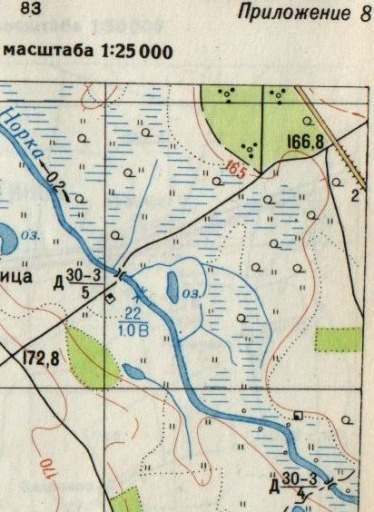 83
Приложение 8
масштаба 1:25 000
Норка
0,2
166,8
165
2
оз.
ица
Д 30-3
5
оз.
22
1.0 В
172,8
170
Д 30-3
4